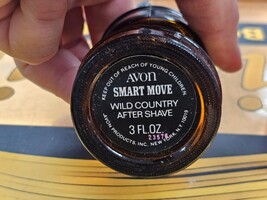 KEEP OUT OF REACH OF YOUNG CHILDREN.
AVON
SMART MOVE
WILD COUNTRY
AFTER SHAVE
3 FL.OZ.
AVON PRODUCTS, INC. NEW YORK, N.Y. 10019